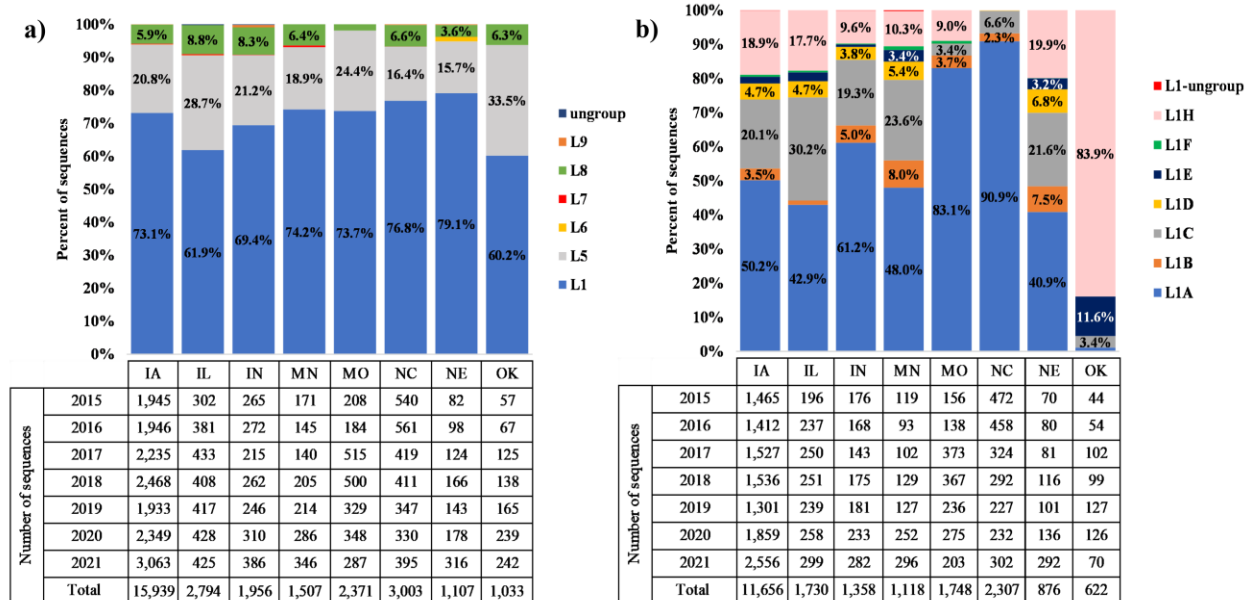 a)
Percent of sequences
100%
90%
80%
70%
60%
50%
40%
30%
20%
10%
0%
5.9% 8.8% 8.3% 6.4% 6.6% 3.6% 6.3%
20.8% 28.7% 21.2% 18.9% 24.4% 16.4% 15.7% 33.5%
73.1% 61.9% 69.4% 74.2% 73.7% 76.8% 79.1% 60.2%
ungroup
L9
L8
L7
L6
L5
L1
IA IL IN MN MO NC NE OK
Number of sequences
2015 1,945 302 265 171 208 540 82 57
2016 1,946 381 272 145 184 561 98 67
2017 2,235 433 215 140 515 419 124 125
2018 2,468 408 262 205 500 411 166 138
2019 1,933 417 246 214 329 347 143 165
2020 2,349 428 310 286 348 330 178 239
2021 3,063 425 386 346 287 395 316 242
Total 15,939 2,794 1,956 1,507 2,371 3,003 1,107 1,033
b)
Percent of sequences
100%
90%
80%
70%
60%
50%
40%
30%
20%
10%
0%
18.9% 17.7% 9.6% 10.3% 9.0% 6.6% 19.9% 83.9%
4.7% 4.7% 3.8% 3.4% 3.4% 2.3% 3.2% 11.6%
20.1% 30.2% 19.3% 5.4% 3.7% 6.8% 3.4%
3.5% 5.0% 23.6% 21.6%
8.0% 7.5%
50.2% 42.9% 61.2% 48.0% 83.1% 90.9% 40.9%
L1-ungroup
L1H
L1F
L1E
L1D
L1C
L1B
L1A
IA IL IN MN MO NC NE OK
Number of sequences
2015 1,465 196 176 119 156 472 70 44
2016 1,412 237 168 93 138 458 80 54
2017 1,527 250 143 102 373 324 81 102
2018 1,536 251 175 129 367 292 116 99
2019 1,301 239 181 127 236 227 101 127
2020 1,859 258 233 252 275 232 136 126
2021 2,556 299 282 296 203 302 292 70
Total 11,656 1,730 1,358 1,118 1,748 2,307 876 622